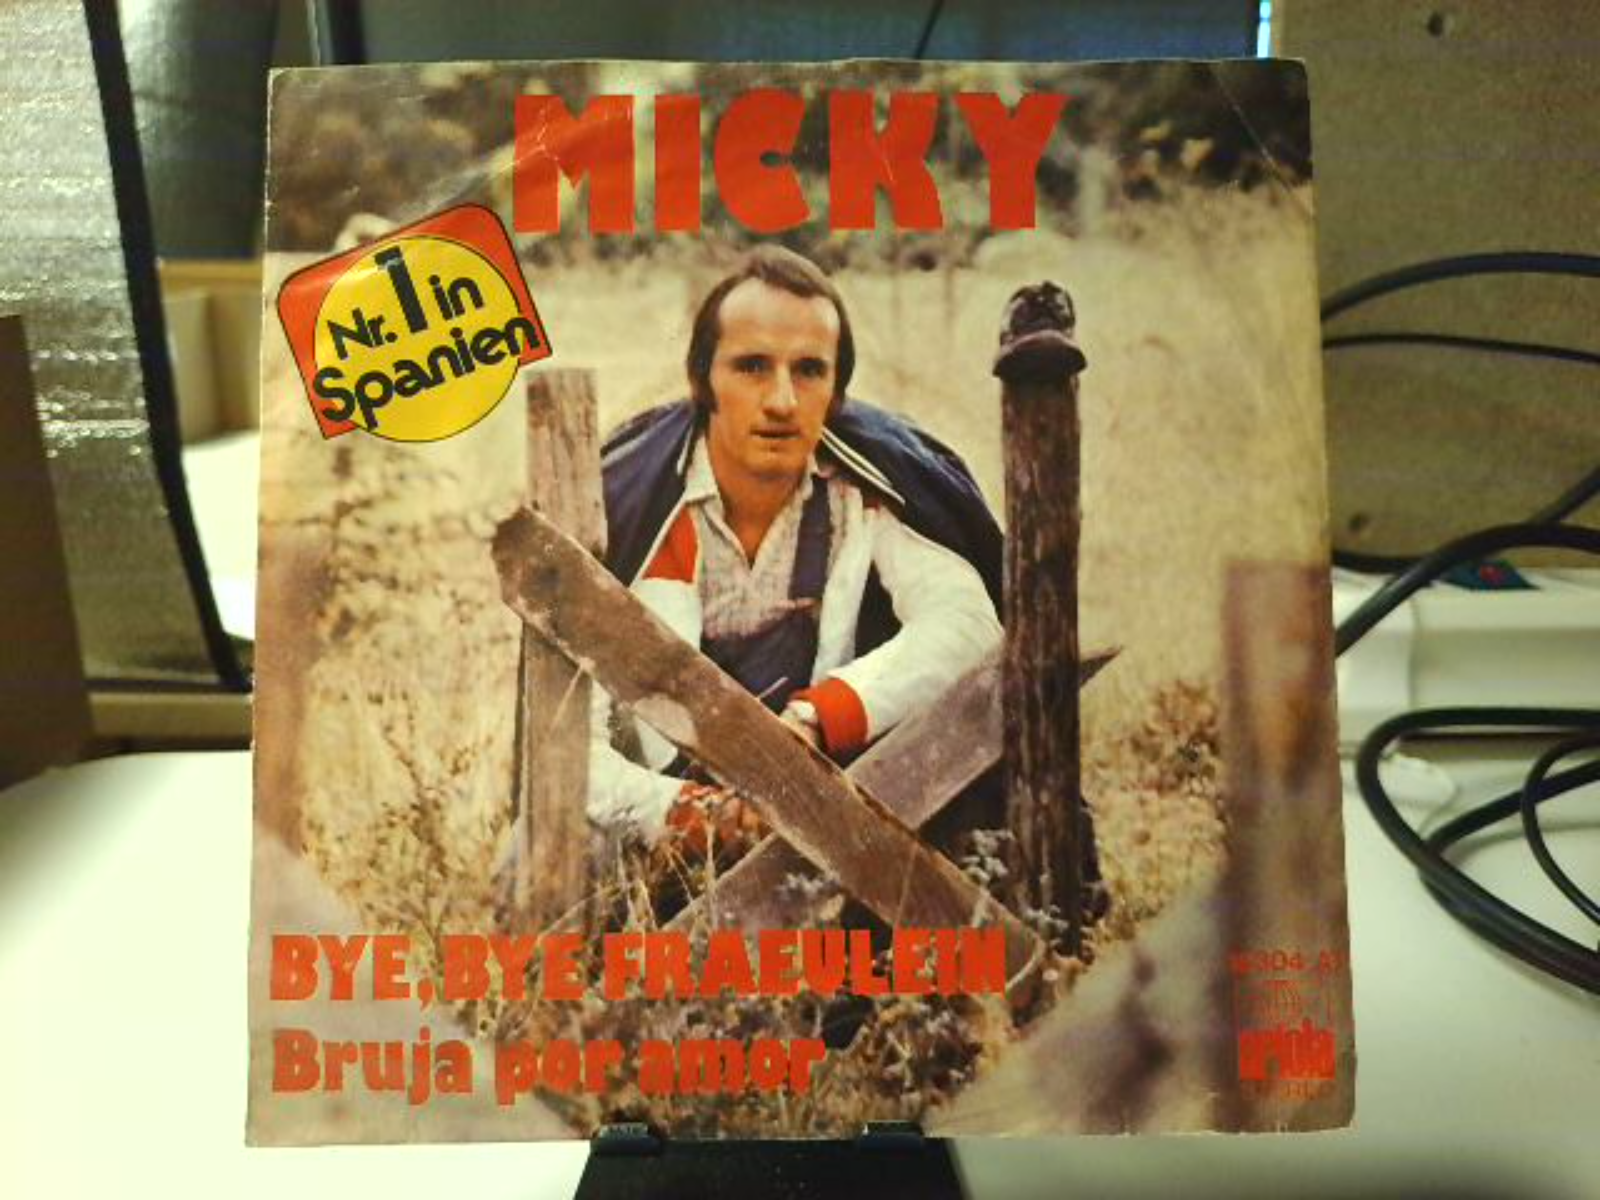 MICKY
Nr. 1 in
Spanien
BYE, BYE FRAEULEIN
Bruja por amor
ariola